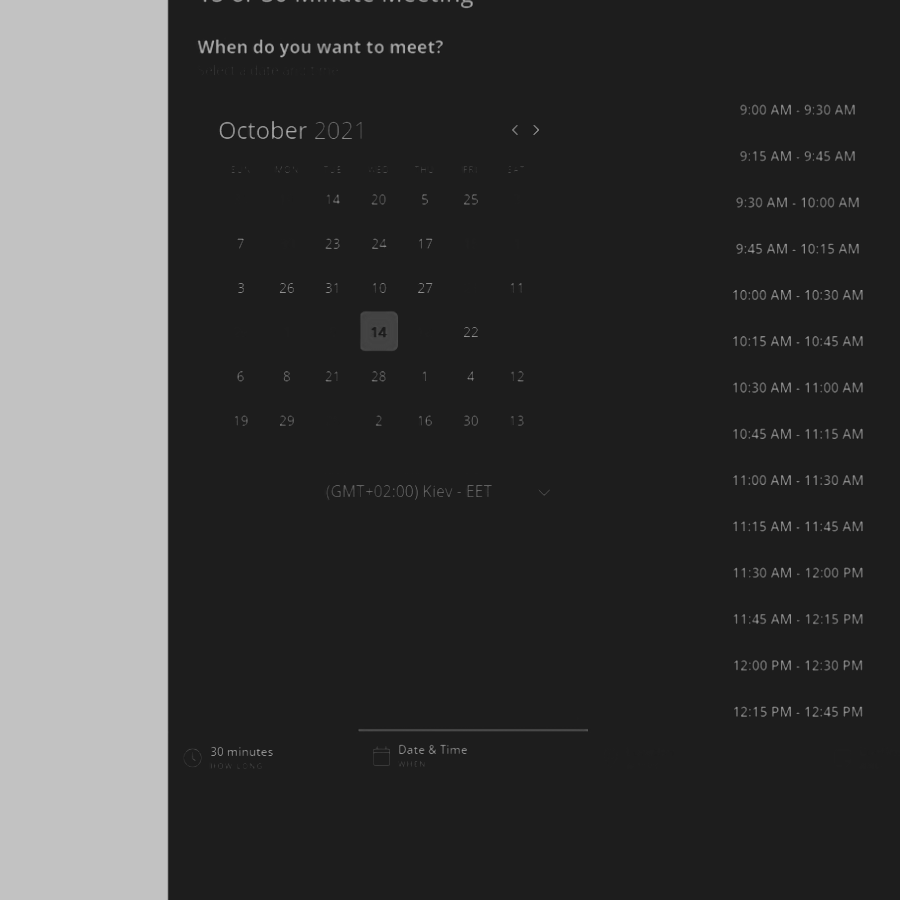 When do you want to meet?
October 2021
SUN MON TUE WED THU FRI SAT
14 20 5 25
7 23 24 17
3 26 31 10 27 11
14 22
6 8 21 28 1 4 12
19 29 2 16 30 13
(GMT+02:00) Kiev - EET
9:00 AM - 9:30 AM
9:15 AM - 9:45 AM
9:30 AM - 10:00 AM
9:45 AM - 10:15 AM
10:00 AM - 10:30 AM
10:15 AM - 10:45 AM
10:30 AM - 11:00 AM
10:45 AM - 11:15 AM
11:00 AM - 11:30 AM
11:15 AM - 11:45 AM
11:30 AM - 12:00 PM
11:45 AM - 12:15 PM
12:00 PM - 12:30 PM
12:15 PM - 12:45 PM
30 minutes
HOW LONG
Date & Time
WHEN